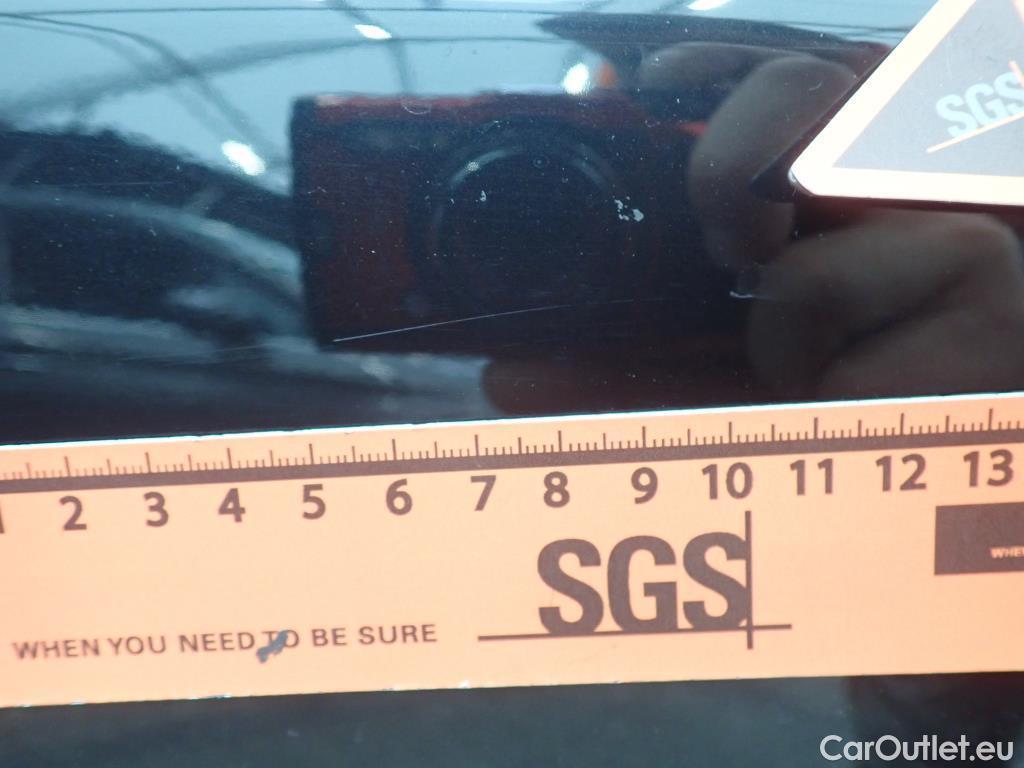 SGS
2 3 4 5 6 7 8 9 10 11 12 13
SGS
WHEN YOU NEED TO BE SURE
CarOutlet.eu